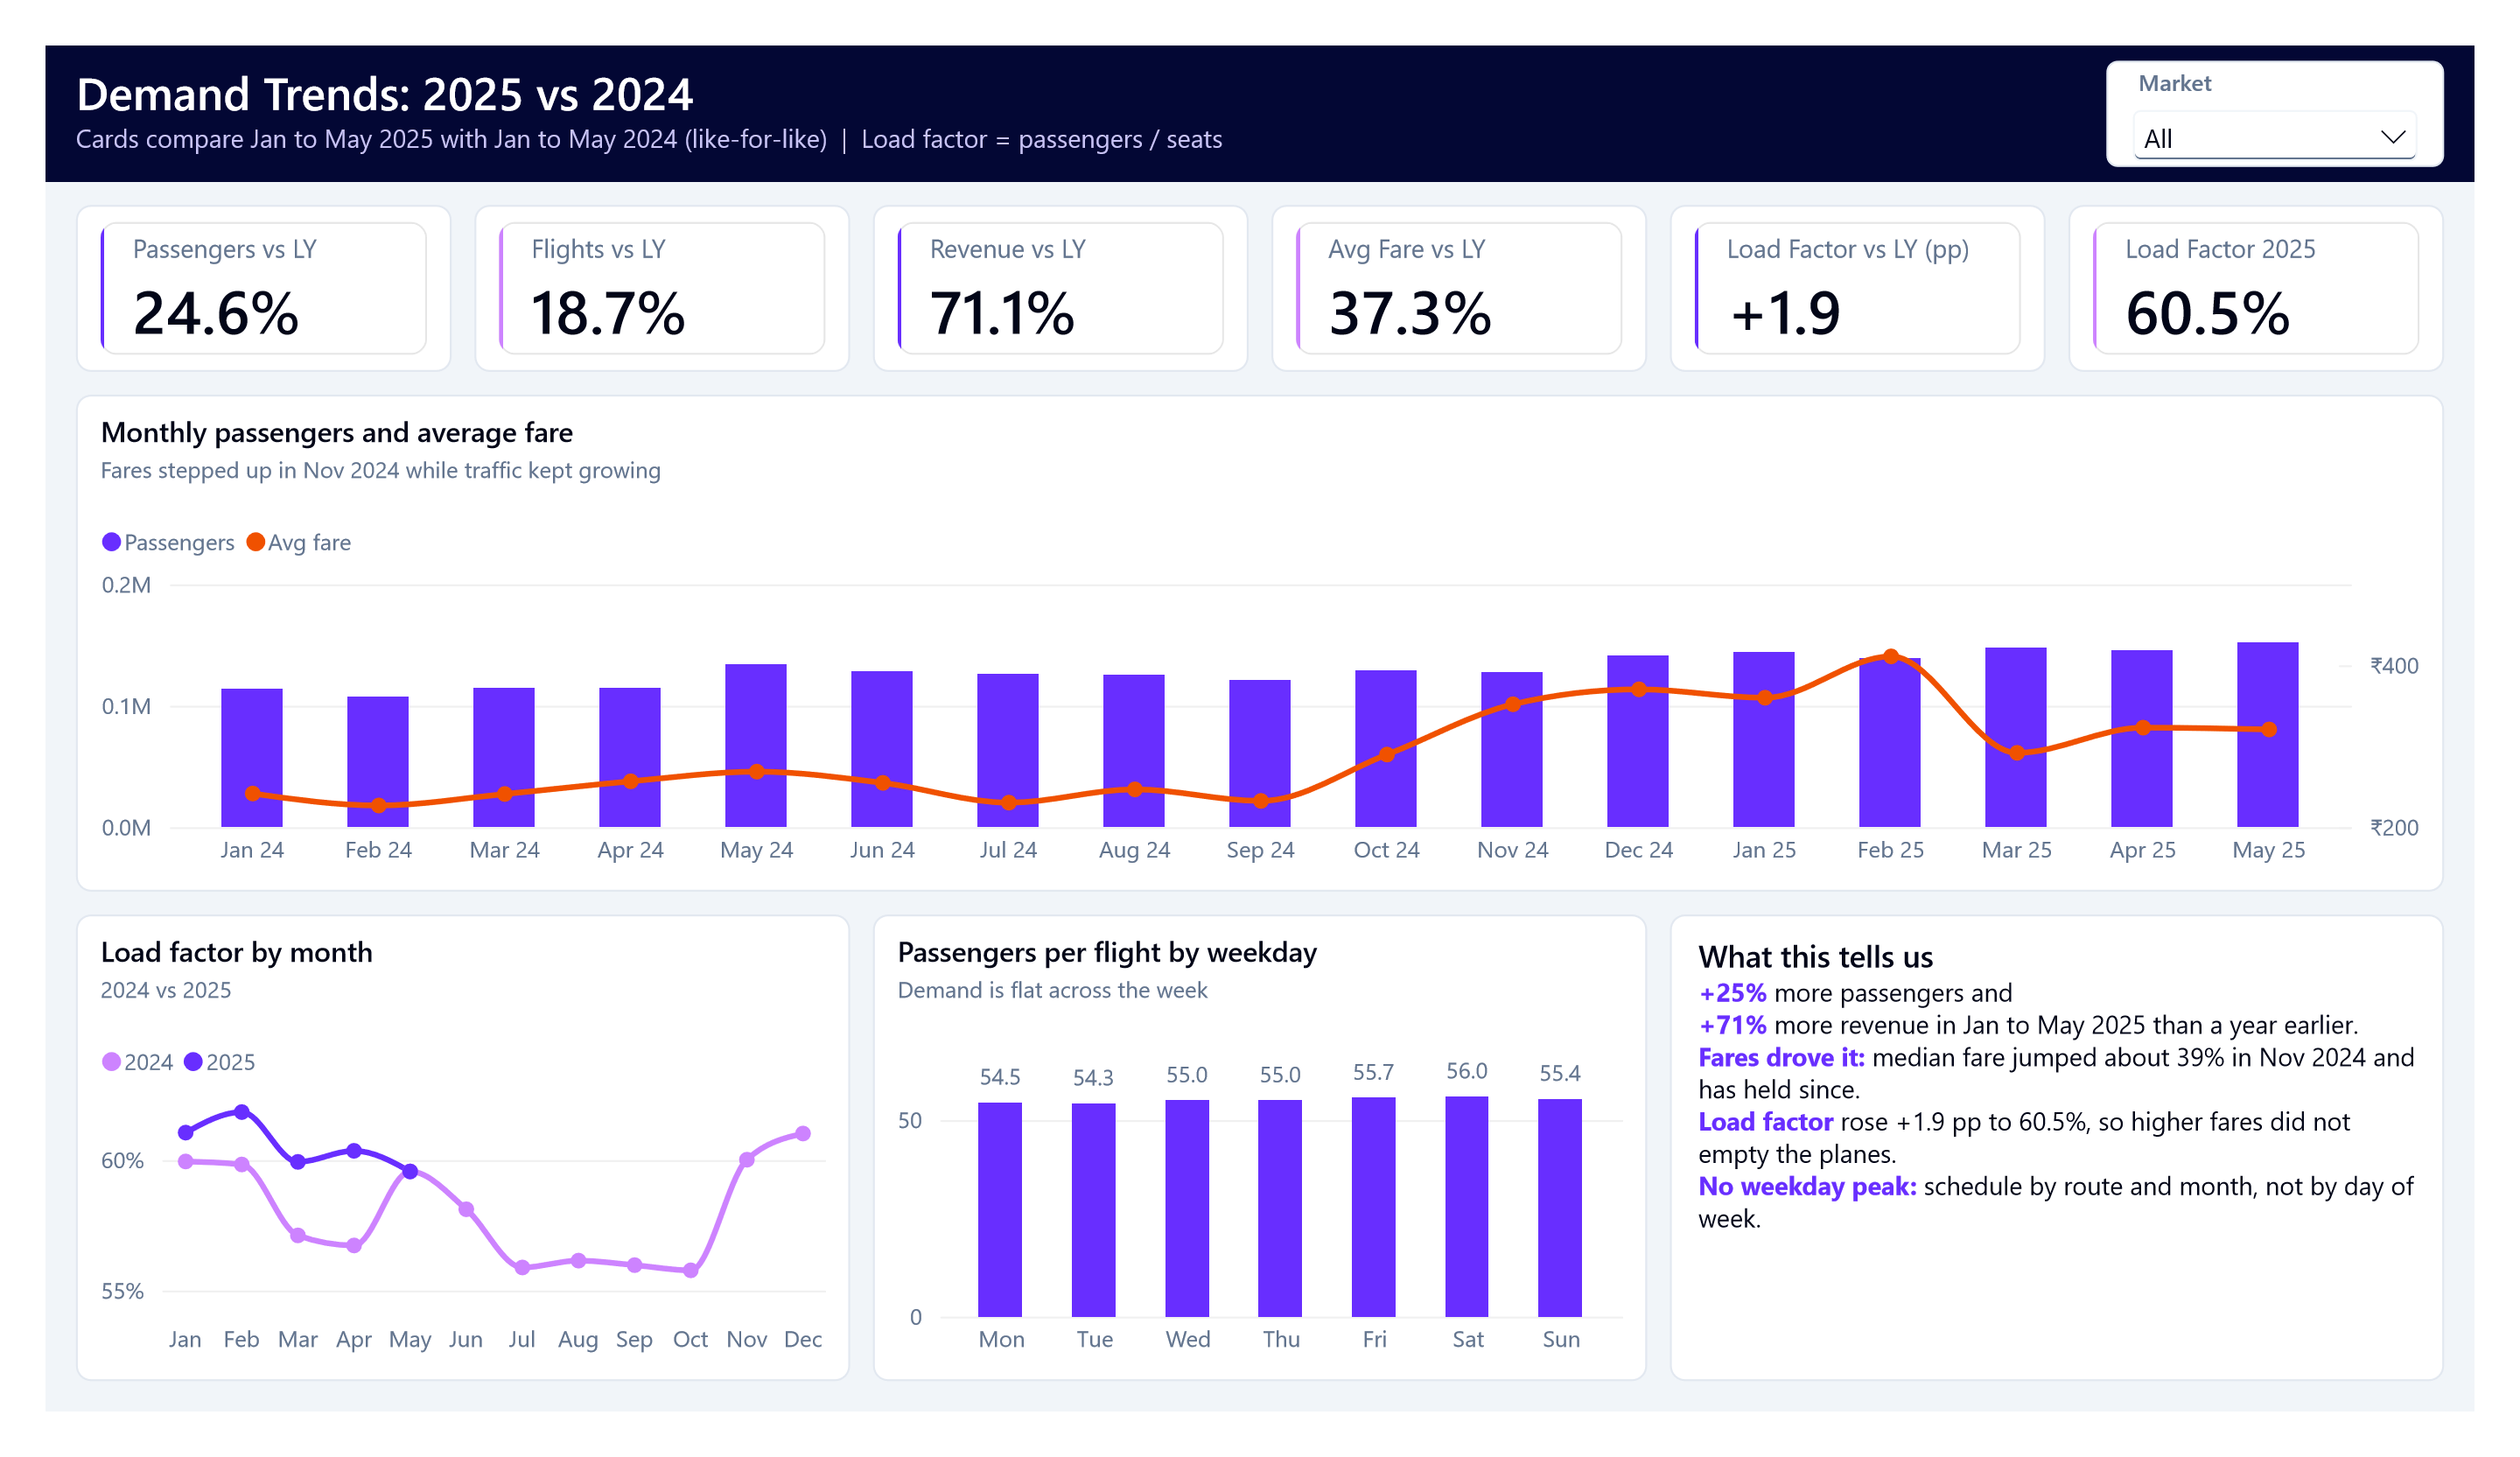 Demand Trends: 2025 vs 2024
Cards compare Jan to May 2025 with Jan to May 2024 (like-for-like) | Load factor = passengers / seats
Market
All
Passengers vs LY
24.6%
Flights vs LY
18.7%
Revenue vs LY
71.1%
Avg Fare vs LY
37.3%
Load Factor vs LY (pp)
+1.9
Load Factor 2025
60.5%
Monthly passengers and average fare
Fares stepped up in Nov 2024 while traffic kept growing
Passengers Avg fare
0.2M
0.1M
0.0M
₹400
₹200
Jan 24 Feb 24 Mar 24 Apr 24 May 24 Jun 24 Jul 24 Aug 24 Sep 24 Oct 24 Nov 24 Dec 24 Jan 25 Feb 25 Mar 25 Apr 25 May 25
Load factor by month
2024 vs 2025
2024 2025
60%
55%
Jan Feb Mar Apr May Jun Jul Aug Sep Oct Nov Dec
Passengers per flight by weekday
Demand is flat across the week
54.5 54.3 55.0 55.0 55.7 56.0 55.4
50
0
Mon Tue Wed Thu Fri Sat Sun
What this tells us
+25% more passengers and
+71% more revenue in Jan to May 2025 than a year earlier.
Fares drove it: median fare jumped about 39% in Nov 2024 and
has held since.
Load factor rose +1.9 pp to 60.5%, so higher fares did not
empty the planes.
No weekday peak: schedule by route and month, not by day of
week.